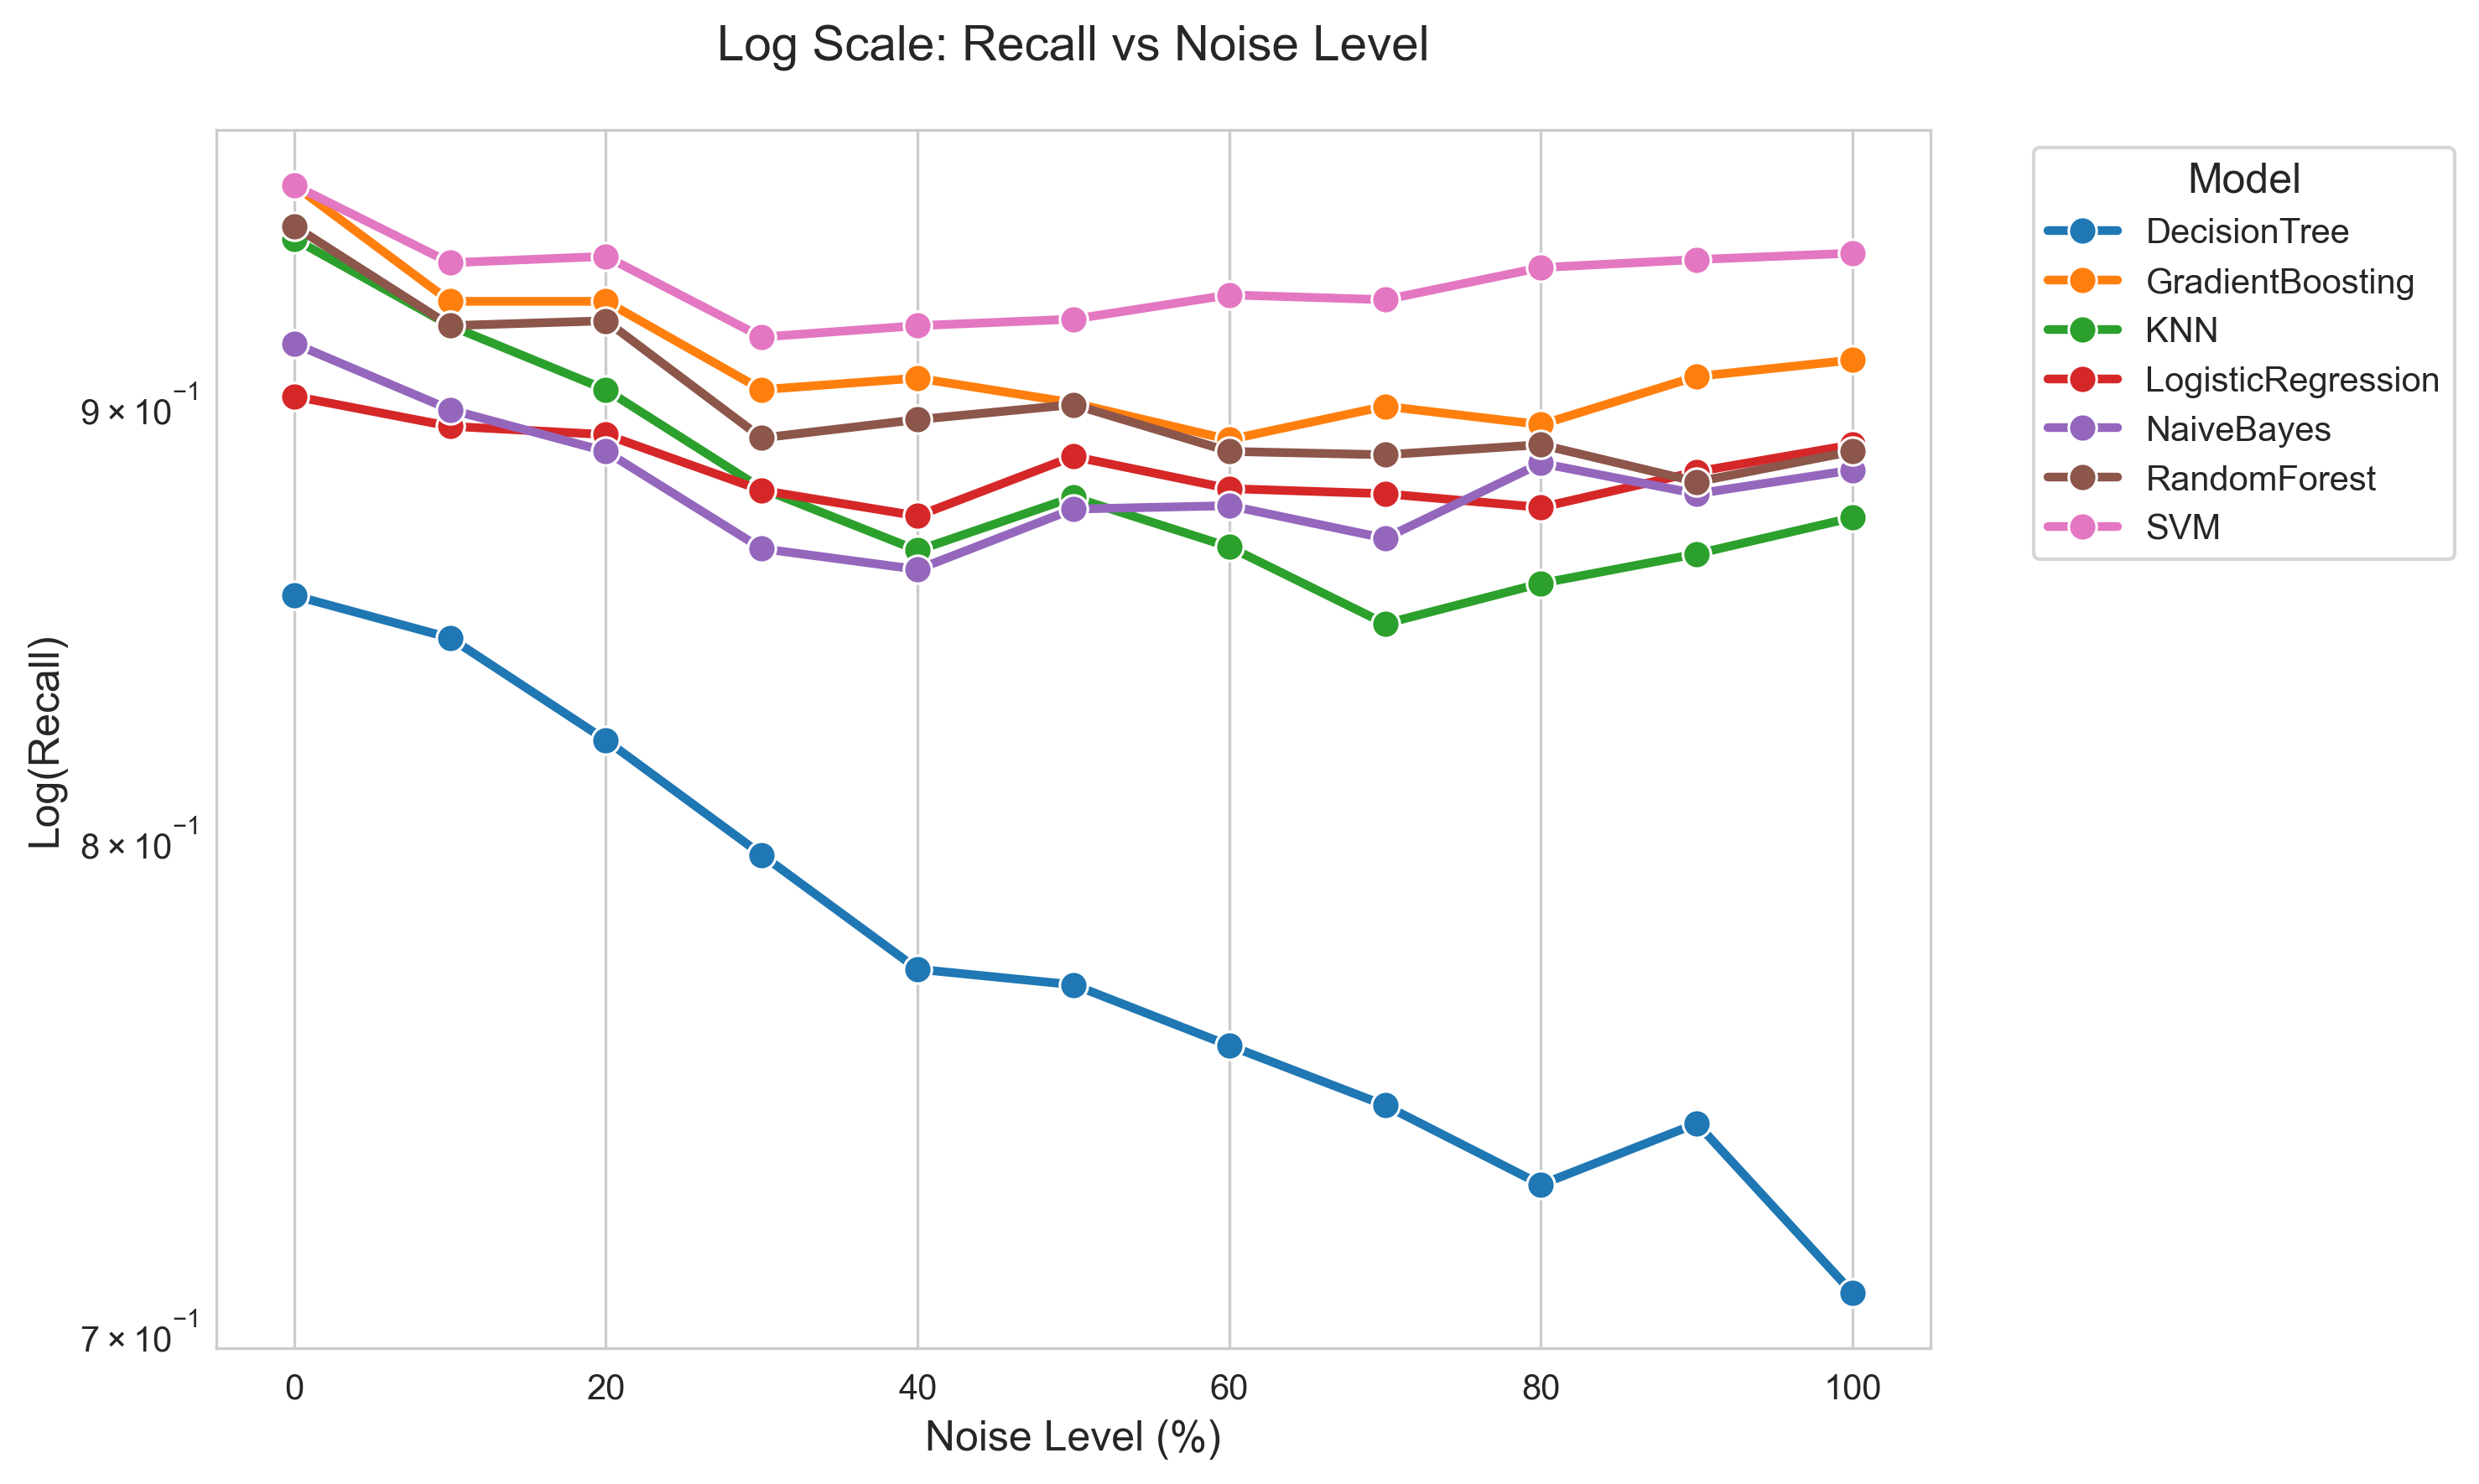 Log Scale: Recall vs Noise Level
Model
DecisionTree
GradientBoosting
KNN
LogisticRegression
NaiveBayes
RandomForest
SVM
Log(Recall)
9 × 10⁻¹
8 × 10⁻¹
7 × 10⁻¹
0 20 40 60 80 100
Noise Level (%)